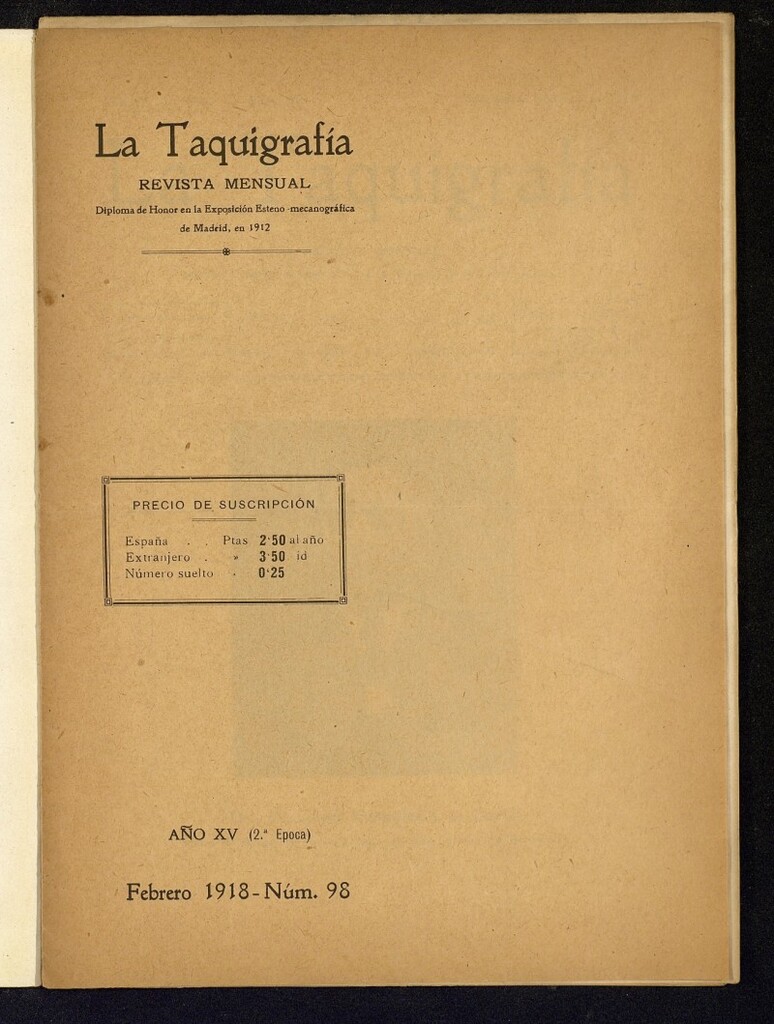 La Taquigrafía
REVISTA MENSUAL
Diploma de Honor en la Exposición Esteno-mecanográfica
de Madrid, en 1912
PRECIO DE SUSCRIPCIÓN
España . . Ptas 2'50 al año
Extranjero . » 3'50 id
Número suelto · 0'25
AÑO XV (2.ª Epoca)
Febrero 1918-Núm. 98